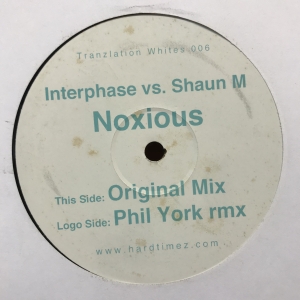 Tranzlation Whites 006
Interphase vs. Shaun M
Noxious
This Side: Original Mix
Logo Side: Phil York rmx
www.hardtimez.com